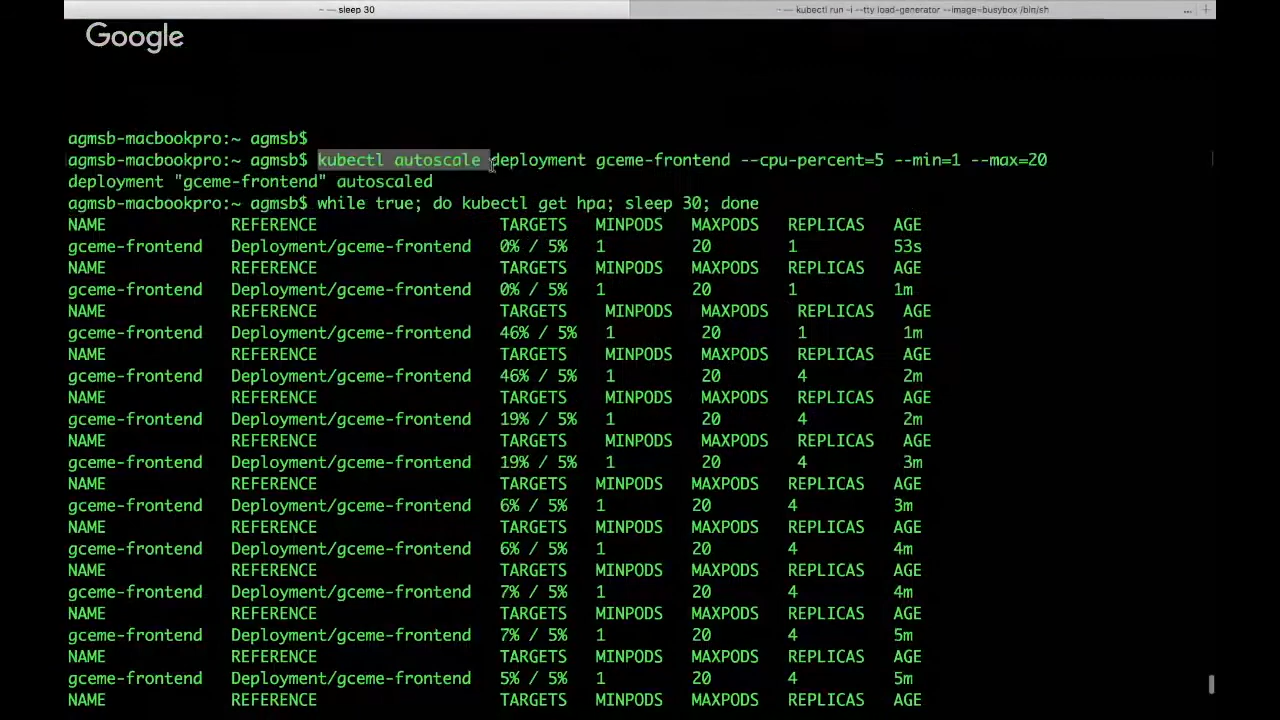 ~ — sleep 30
~ — kubectl run -i --tty load-generator --image=busybox /bin/sh
... +
Google
agmsb-macbookpro:~ agmsb$
agmsb-macbookpro:~ agmsb$ kubectl autoscale deployment gceme-frontend --cpu-percent=5 --min=1 --max=20
deployment "gceme-frontend" autoscaled
agmsb-macbookpro:~ agmsb$ while true; do kubectl get hpa; sleep 30; done
NAME REFERENCE TARGETS MINPODS MAXPODS REPLICAS AGE
gceme-frontend Deployment/gceme-frontend 0% / 5% 1 20 1 53s
NAME REFERENCE TARGETS MINPODS MAXPODS REPLICAS AGE
gceme-frontend Deployment/gceme-frontend 0% / 5% 1 20 1 1m
NAME REFERENCE TARGETS MINPODS MAXPODS REPLICAS AGE
gceme-frontend Deployment/gceme-frontend 46% / 5% 1 20 1 1m
NAME REFERENCE TARGETS MINPODS MAXPODS REPLICAS AGE
gceme-frontend Deployment/gceme-frontend 46% / 5% 1 20 4 2m
NAME REFERENCE TARGETS MINPODS MAXPODS REPLICAS AGE
gceme-frontend Deployment/gceme-frontend 19% / 5% 1 20 4 2m
NAME REFERENCE TARGETS MINPODS MAXPODS REPLICAS AGE
gceme-frontend Deployment/gceme-frontend 19% / 5% 1 20 4 3m
NAME REFERENCE TARGETS MINPODS MAXPODS REPLICAS AGE
gceme-frontend Deployment/gceme-frontend 6% / 5% 1 20 4 3m
NAME REFERENCE TARGETS MINPODS MAXPODS REPLICAS AGE
gceme-frontend Deployment/gceme-frontend 6% / 5% 1 20 4 4m
NAME REFERENCE TARGETS MINPODS MAXPODS REPLICAS AGE
gceme-frontend Deployment/gceme-frontend 7% / 5% 1 20 4 4m
NAME REFERENCE TARGETS MINPODS MAXPODS REPLICAS AGE
gceme-frontend Deployment/gceme-frontend 7% / 5% 1 20 4 5m
NAME REFERENCE TARGETS MINPODS MAXPODS REPLICAS AGE
gceme-frontend Deployment/gceme-frontend 5% / 5% 1 20 4 5m
NAME REFERENCE TARGETS MINPODS MAXPODS REPLICAS AGE